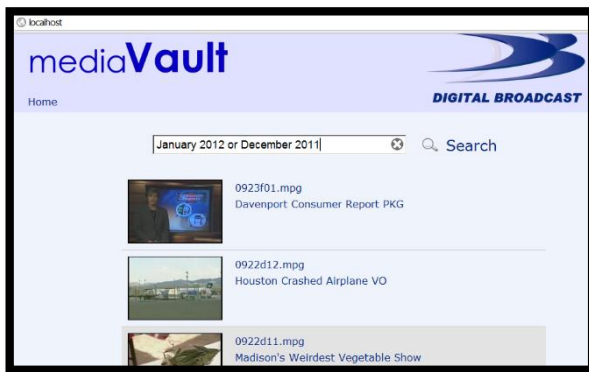 localhost
mediaVault
DIGITAL BROADCAST
Home
January 2012 or December 2011
Search
0923f01.mpg
Davenport Consumer Report PKG
0922d12.mpg
Houston Crashed Airplane VO
0922d11.mpg
Madison's Weirdest Vegetable Show